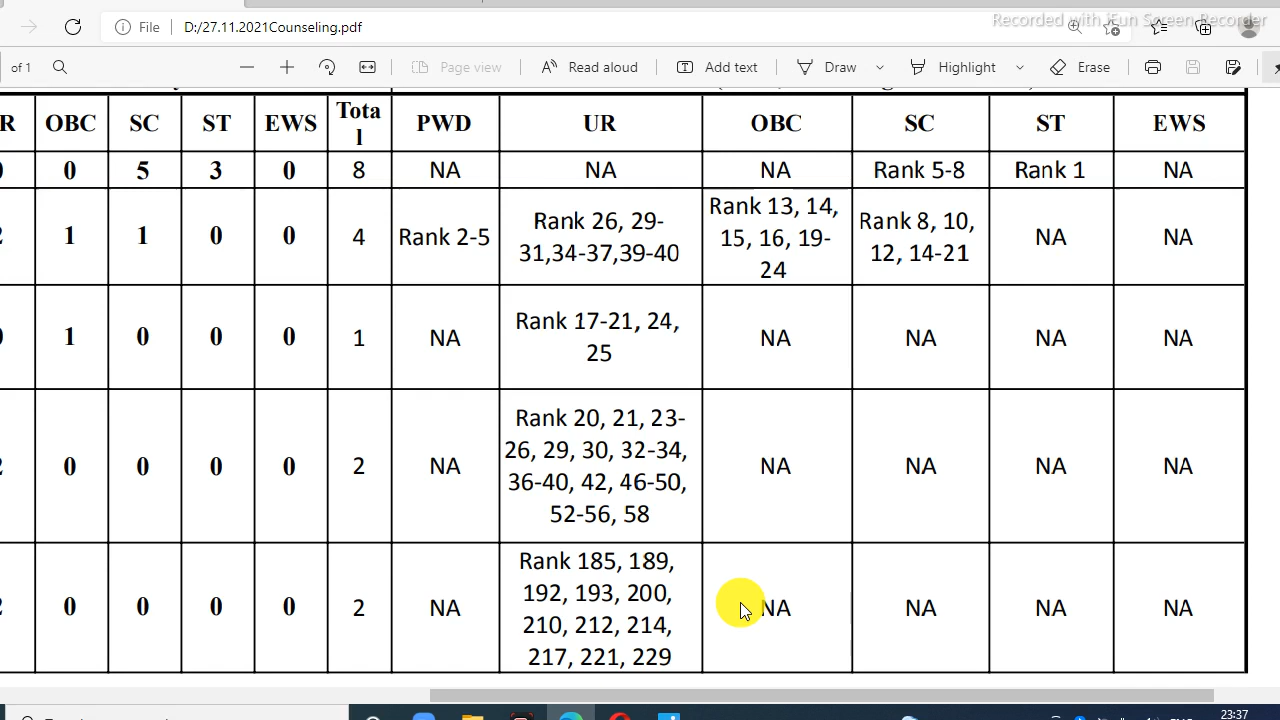 Recorded with iFun Screen Recorder
File D:/27.11.2021Counseling.pdf
of 1 Page view Read aloud Add text Draw Highlight Erase
R OBC SC ST EWS Tota
l PWD UR OBC SC ST EWS
0 5 3 0 8 NA NA NA Rank 5-8 Rank 1 NA
2 1 1 0 0 4 Rank 2-5 Rank 26, 29-
31,34-37,39-40 Rank 13, 14,
15, 16, 19-
24 Rank 8, 10,
12, 14-21 NA NA
1 0 0 0 1 NA Rank 17-21, 24,
25 NA NA NA NA
2 0 0 0 0 2 NA Rank 20, 21, 23-
26, 29, 30, 32-34,
36-40, 42, 46-50,
52-56, 58 NA NA NA NA
2 0 0 0 0 2 NA Rank 185, 189,
192, 193, 200,
210, 212, 214,
217, 221, 229 NA NA NA NA
23:37